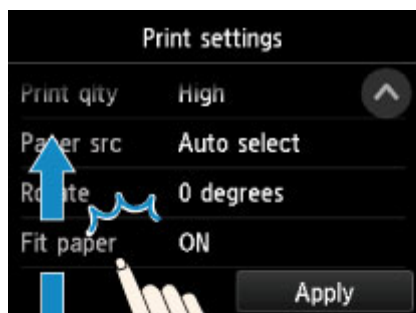 Print settings
Print qlty High
Paper src Auto select
Rotate 0 degrees
Fit paper ON
Apply